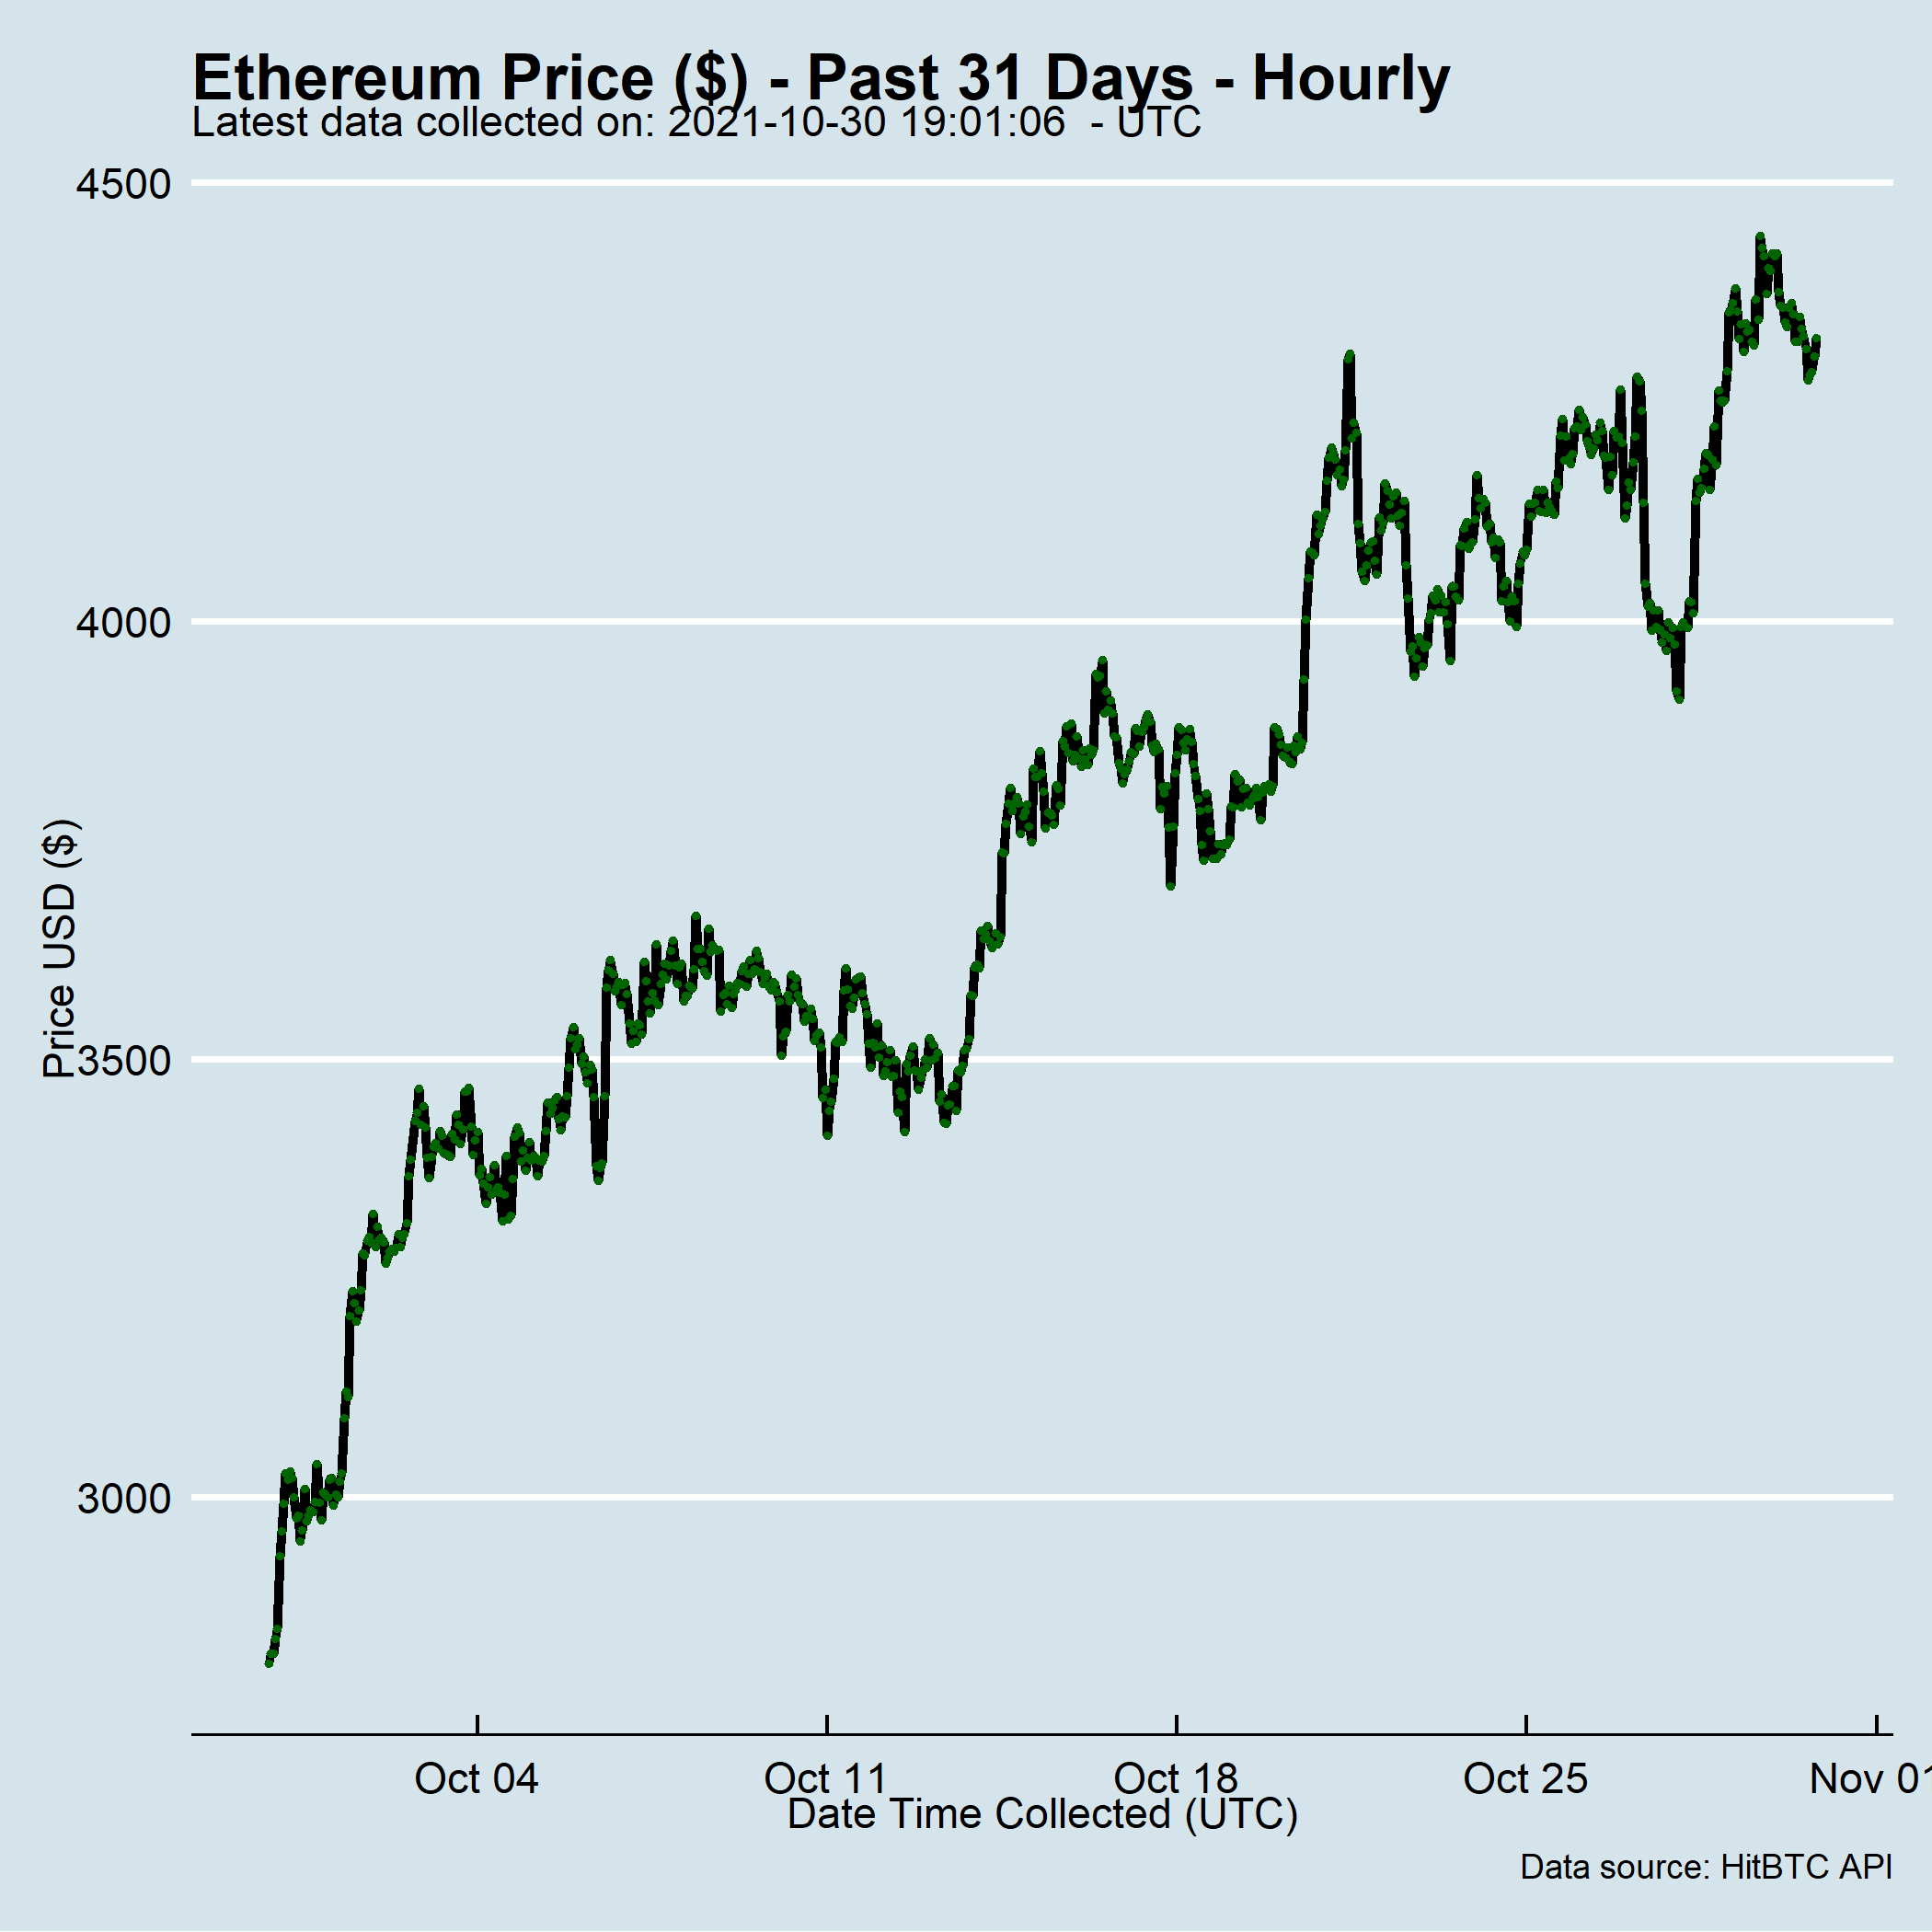 Ethereum Price ($) - Past 31 Days - Hourly
Latest data collected on: 2021-10-30 19:01:06  - UTC
4500
4000
3500
3000
Price USD ($)
Oct 04
Oct 11
Oct 18
Oct 25
Nov 01
Date Time Collected (UTC)
Data source: HitBTC API